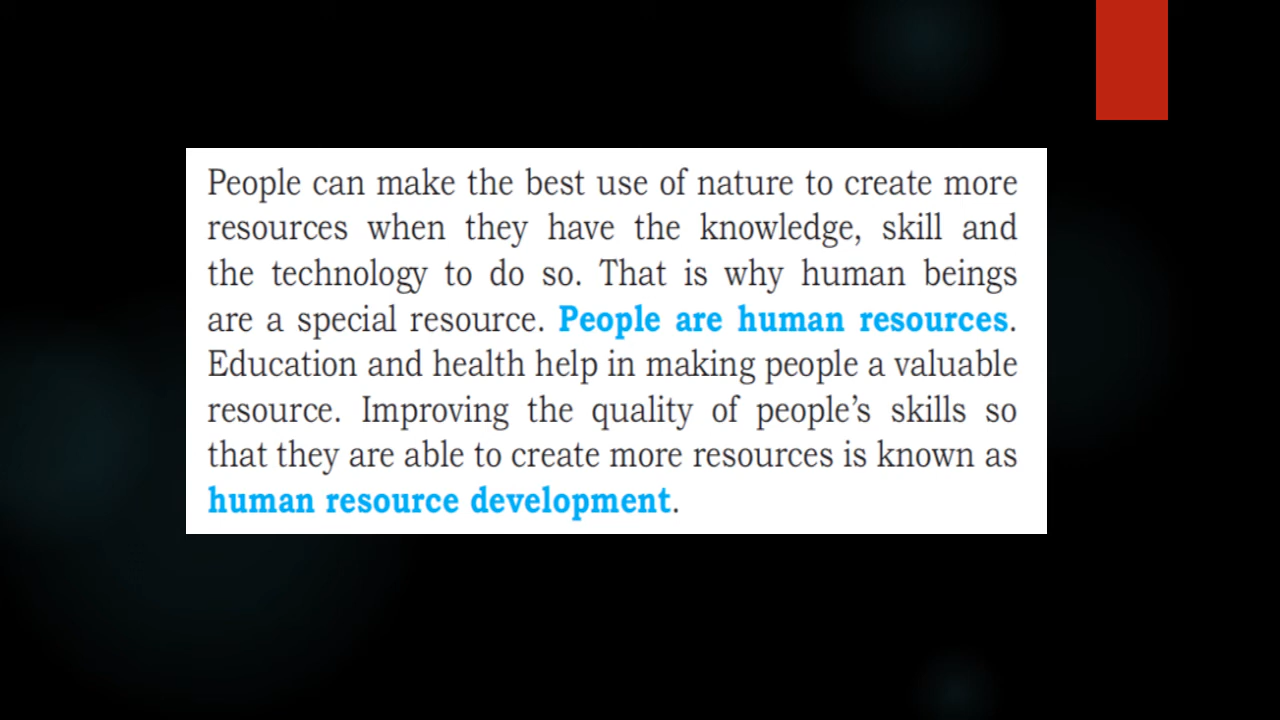 People can make the best use of nature to create more
resources when they have the knowledge, skill and
the technology to do so. That is why human beings
are a special resource. People are human resources.
Education and health help in making people a valuable
resource. Improving the quality of people’s skills so
that they are able to create more resources is known as
human resource development.